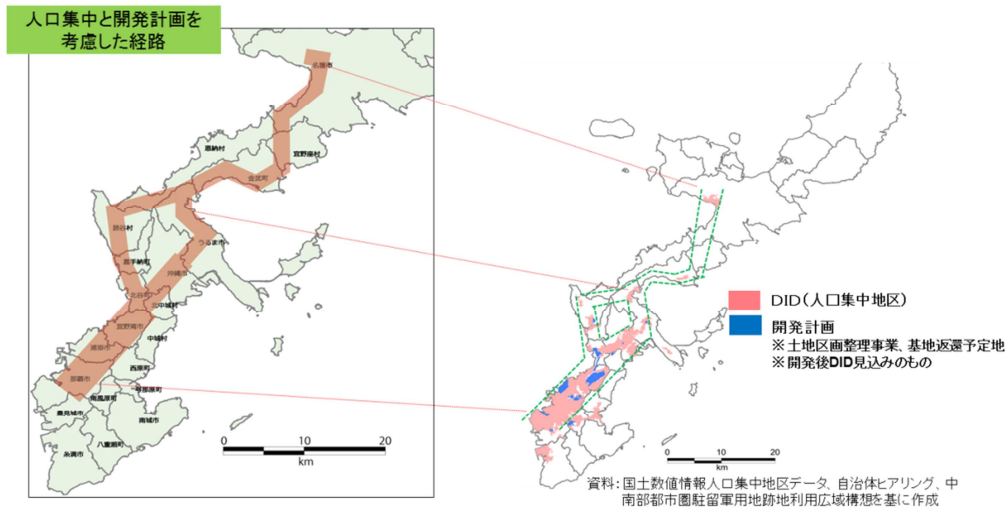 人口集中と開発計画を
考慮した経路
名護市
恩納村
宜野座村
金武町
読谷村
うるま市
嘉手納町
沖縄市
北谷町
北中城村
宜野湾市
中城村
浦添市
西原町
那覇市
与那原町
南風原町
豊見城市
南城市
八重瀬町
糸満市
0 10 20
km
DID(人口集中地区)
開発計画
※土地区画整理事業、基地返還予定地
※開発後DID見込みのもの
0 10 20
km
資料:国土数値情報人口集中地区データ、自治体ヒアリング、中
南部都市圏駐留軍用地跡地利用広域構想を基に作成